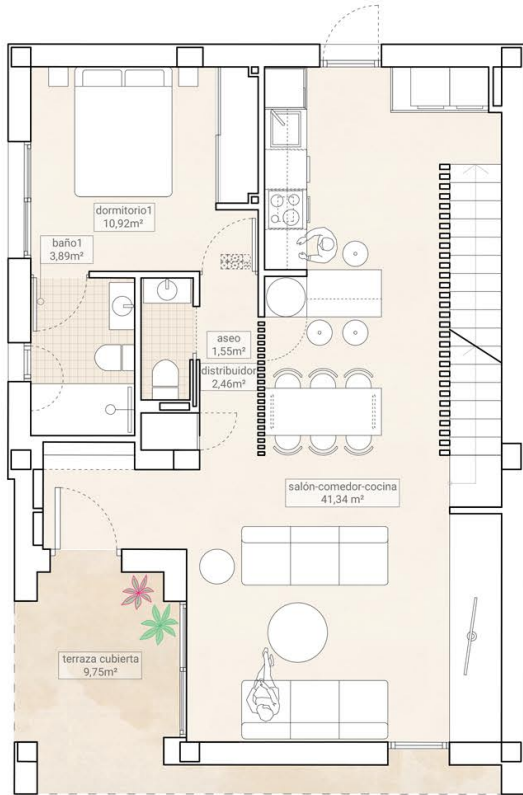 dormitorio1
10,92m²
baño1
3,89m²
aseo
1,55m²
distribuidor
2,46m²
salón-comedor-cocina
41,34 m²
terraza cubierta
9,75m²